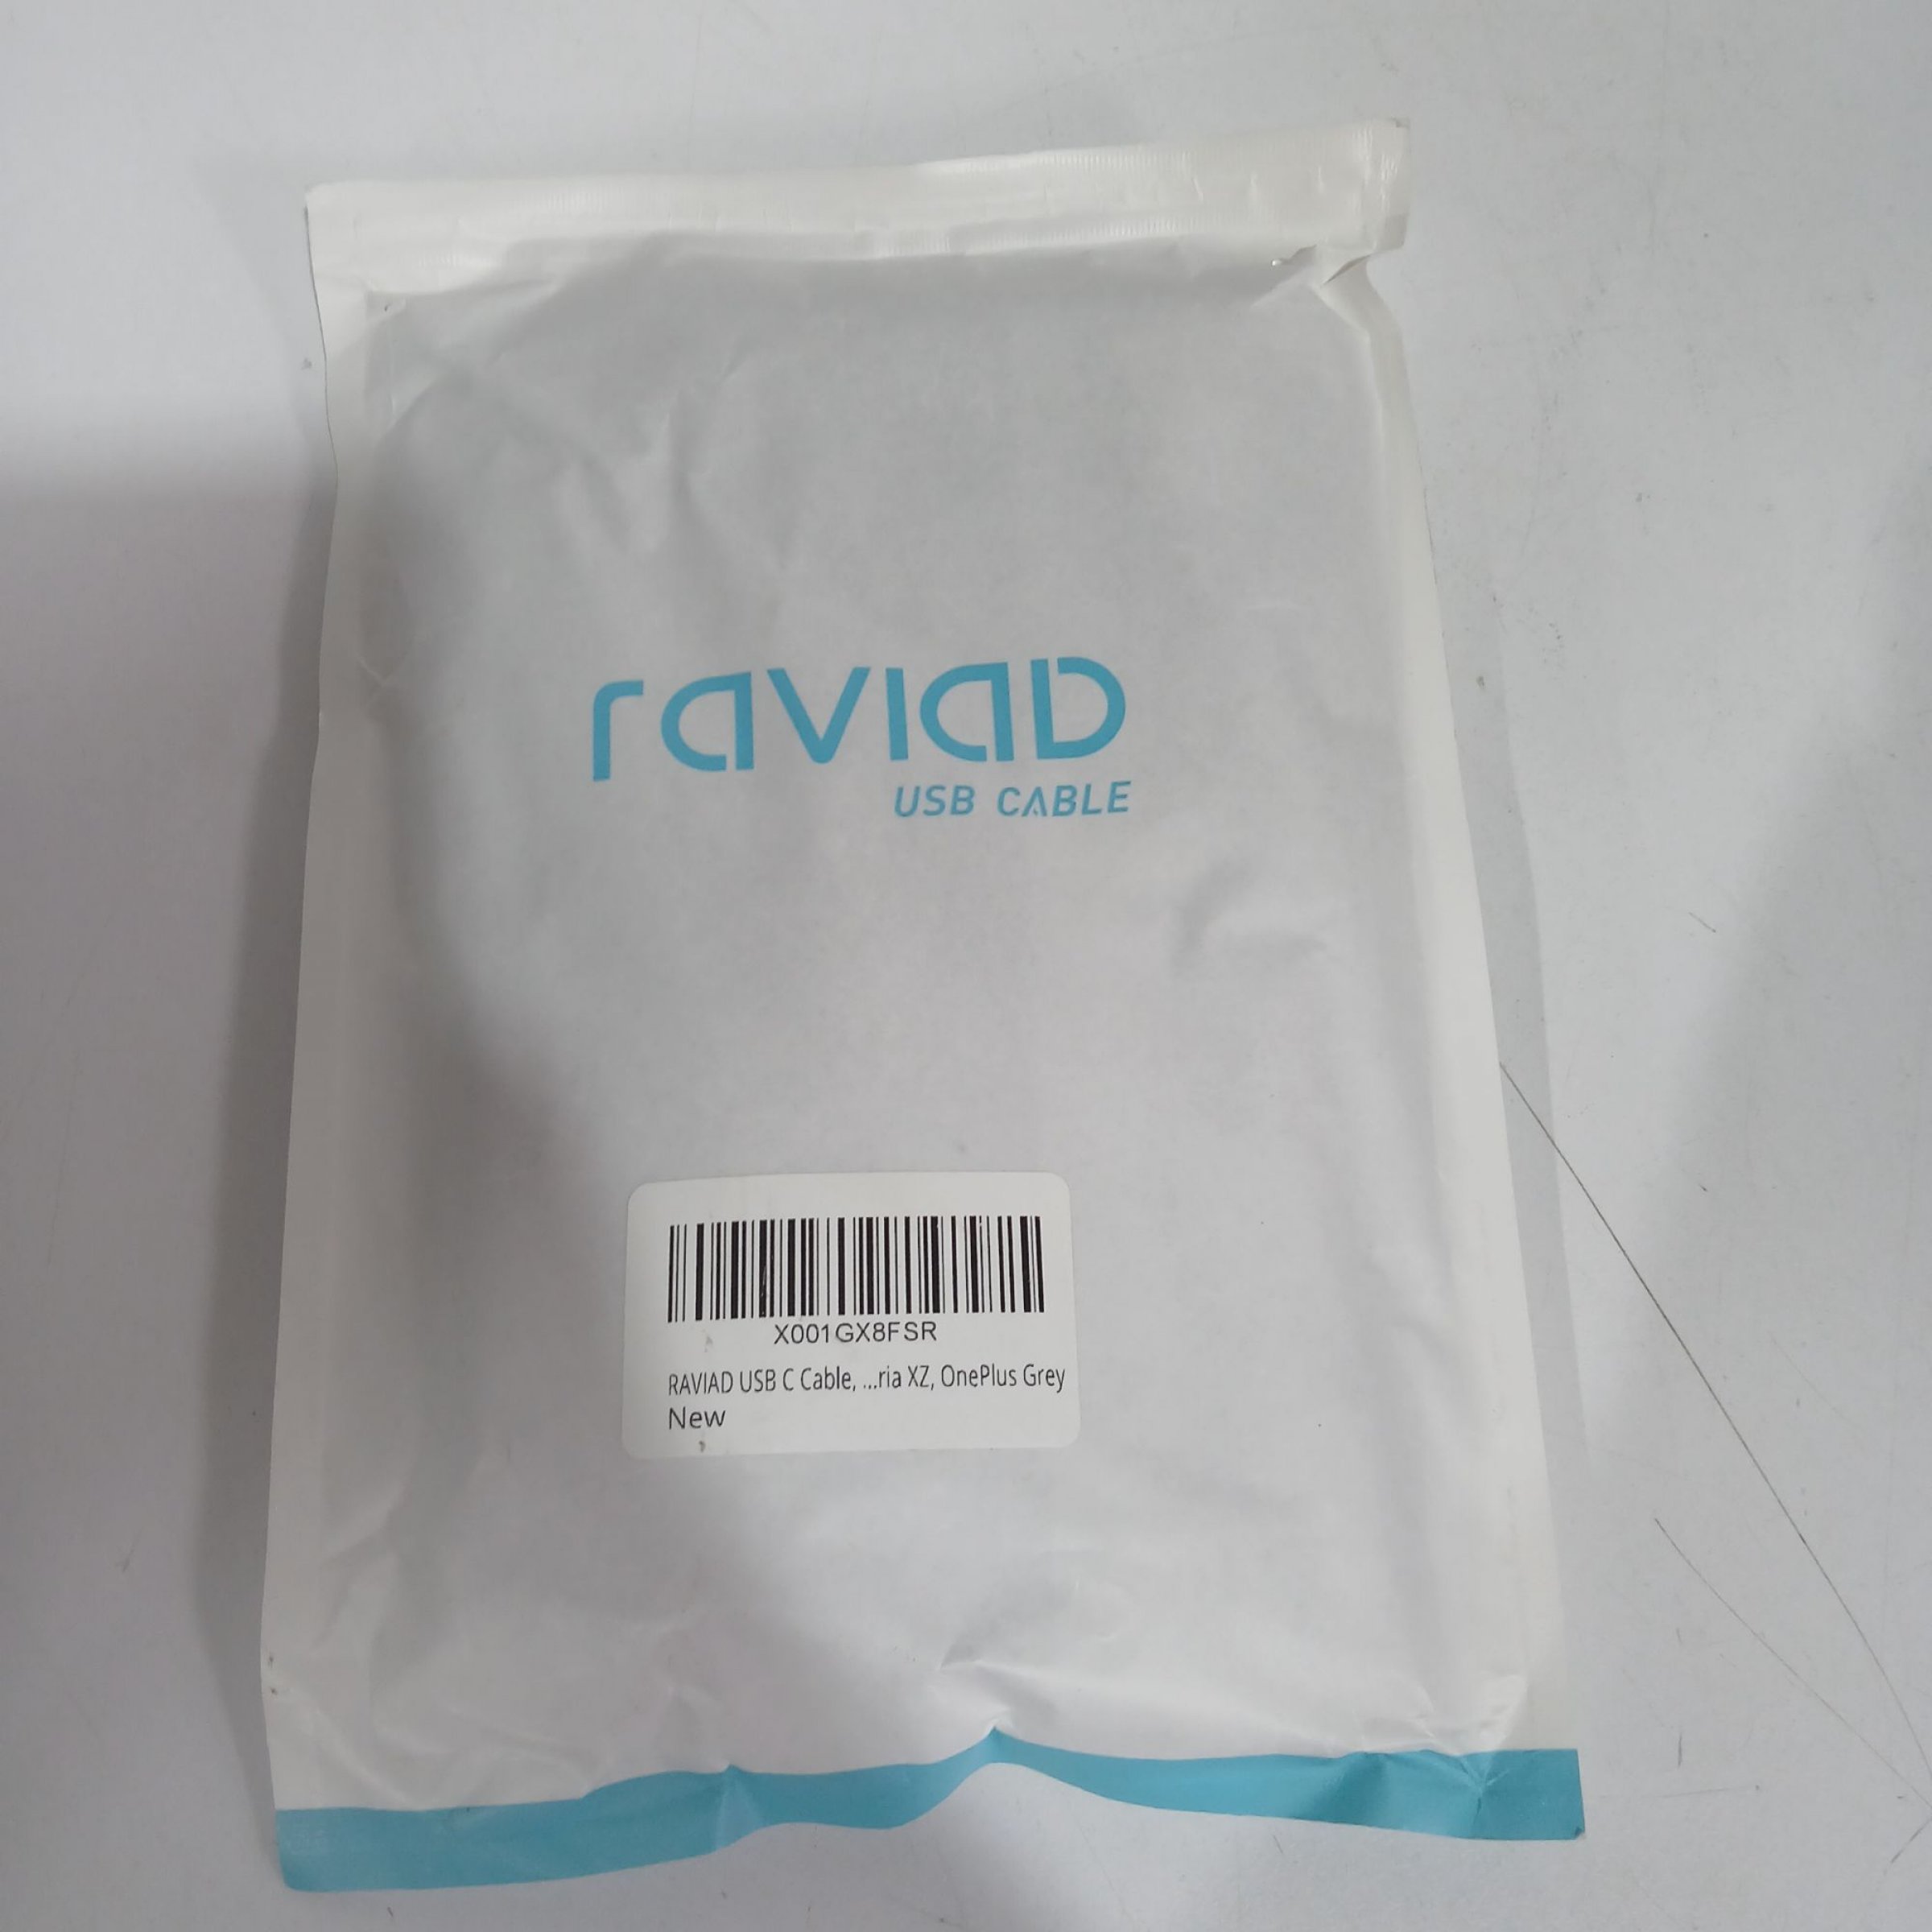 raviad
USB CABLE
X001GX8FSR
RAVIAD USB C Cable, ...ria XZ, OnePlus Grey
New